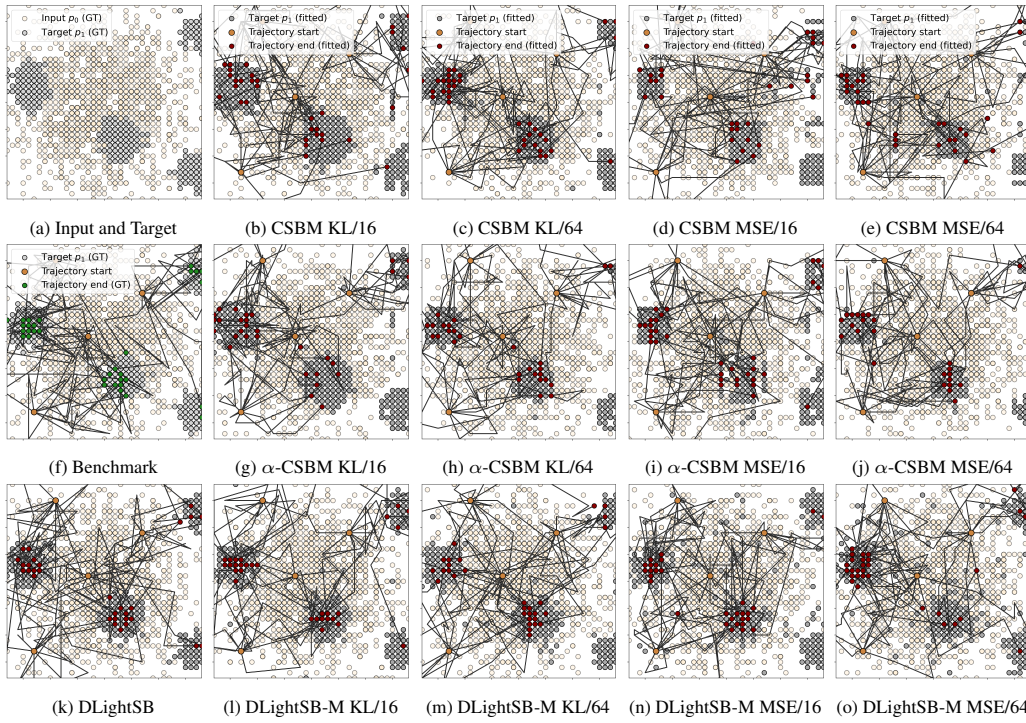 Input p₀ (GT)
Target p₁ (GT)
Target p₁ (fitted)
Trajectory start
Trajectory end (fitted)
Target p₁ (fitted)
Trajectory start
Trajectory end (fitted)
Target p₁ (fitted)
Trajectory start
Trajectory end (fitted)
Target p₁ (fitted)
Trajectory start
Trajectory end (fitted)
(a) Input and Target
(b) CSBM KL/16
(c) CSBM KL/64
(d) CSBM MSE/16
(e) CSBM MSE/64
Target p₁ (GT)
Trajectory start
Trajectory end (GT)
(f) Benchmark
(g) α-CSBM KL/16
(h) α-CSBM KL/64
(i) α-CSBM MSE/16
(j) α-CSBM MSE/64
(k) DLightSB
(l) DLightSB-M KL/16
(m) DLightSB-M KL/64
(n) DLightSB-M MSE/16
(o) DLightSB-M MSE/64